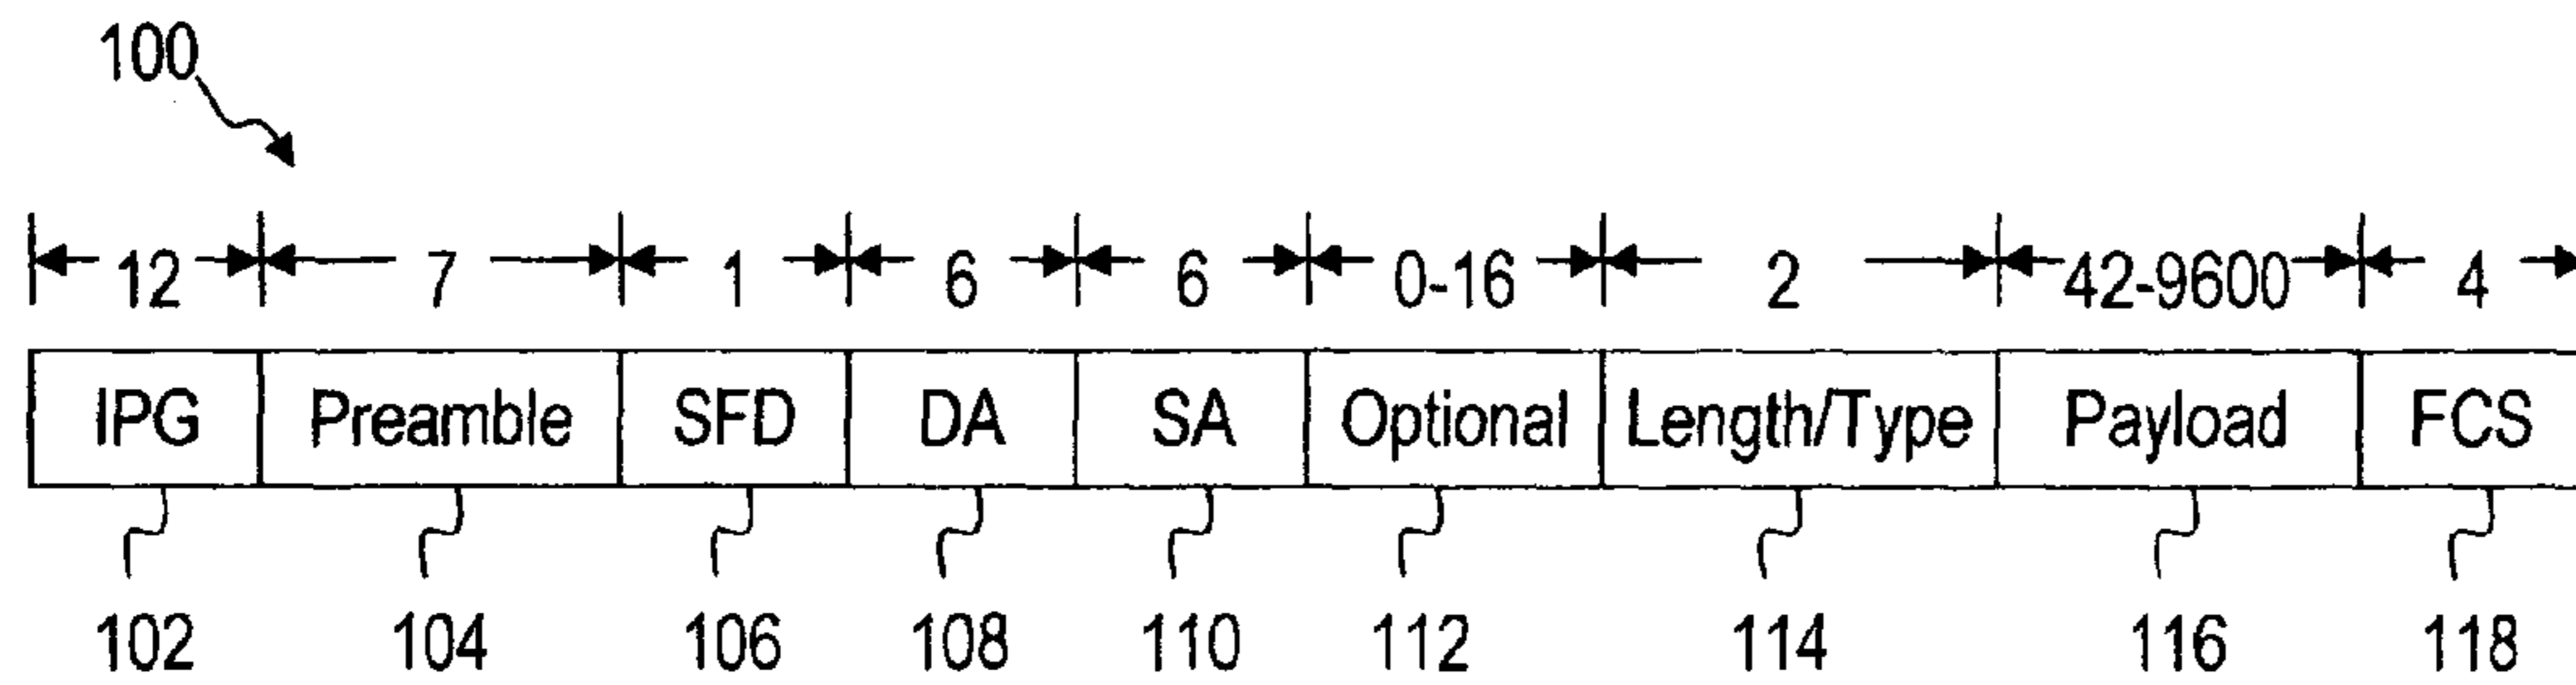 100
12 7 1 6 6 0-16 2 42-9600 4
IPG Preamble SFD DA SA Optional Length/Type Payload FCS
102 104 106 108 110 112 114 116 118